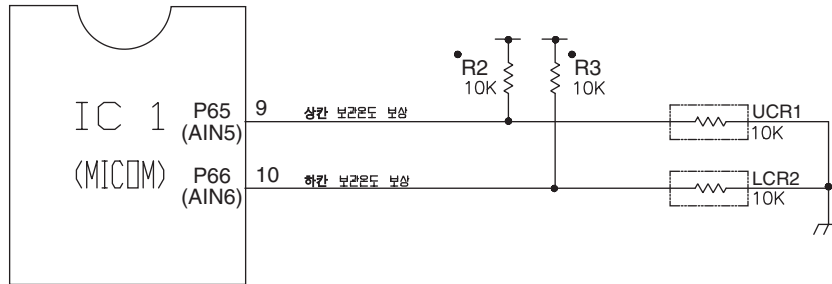 R2
10K
R3
10K
IC 1
(MICOM)
P65
(AIN5)
9
상칸 보관온도 보상
UCR1
10K
P66
(AIN6)
10
하칸 보관온도 보상
LCR2
10K